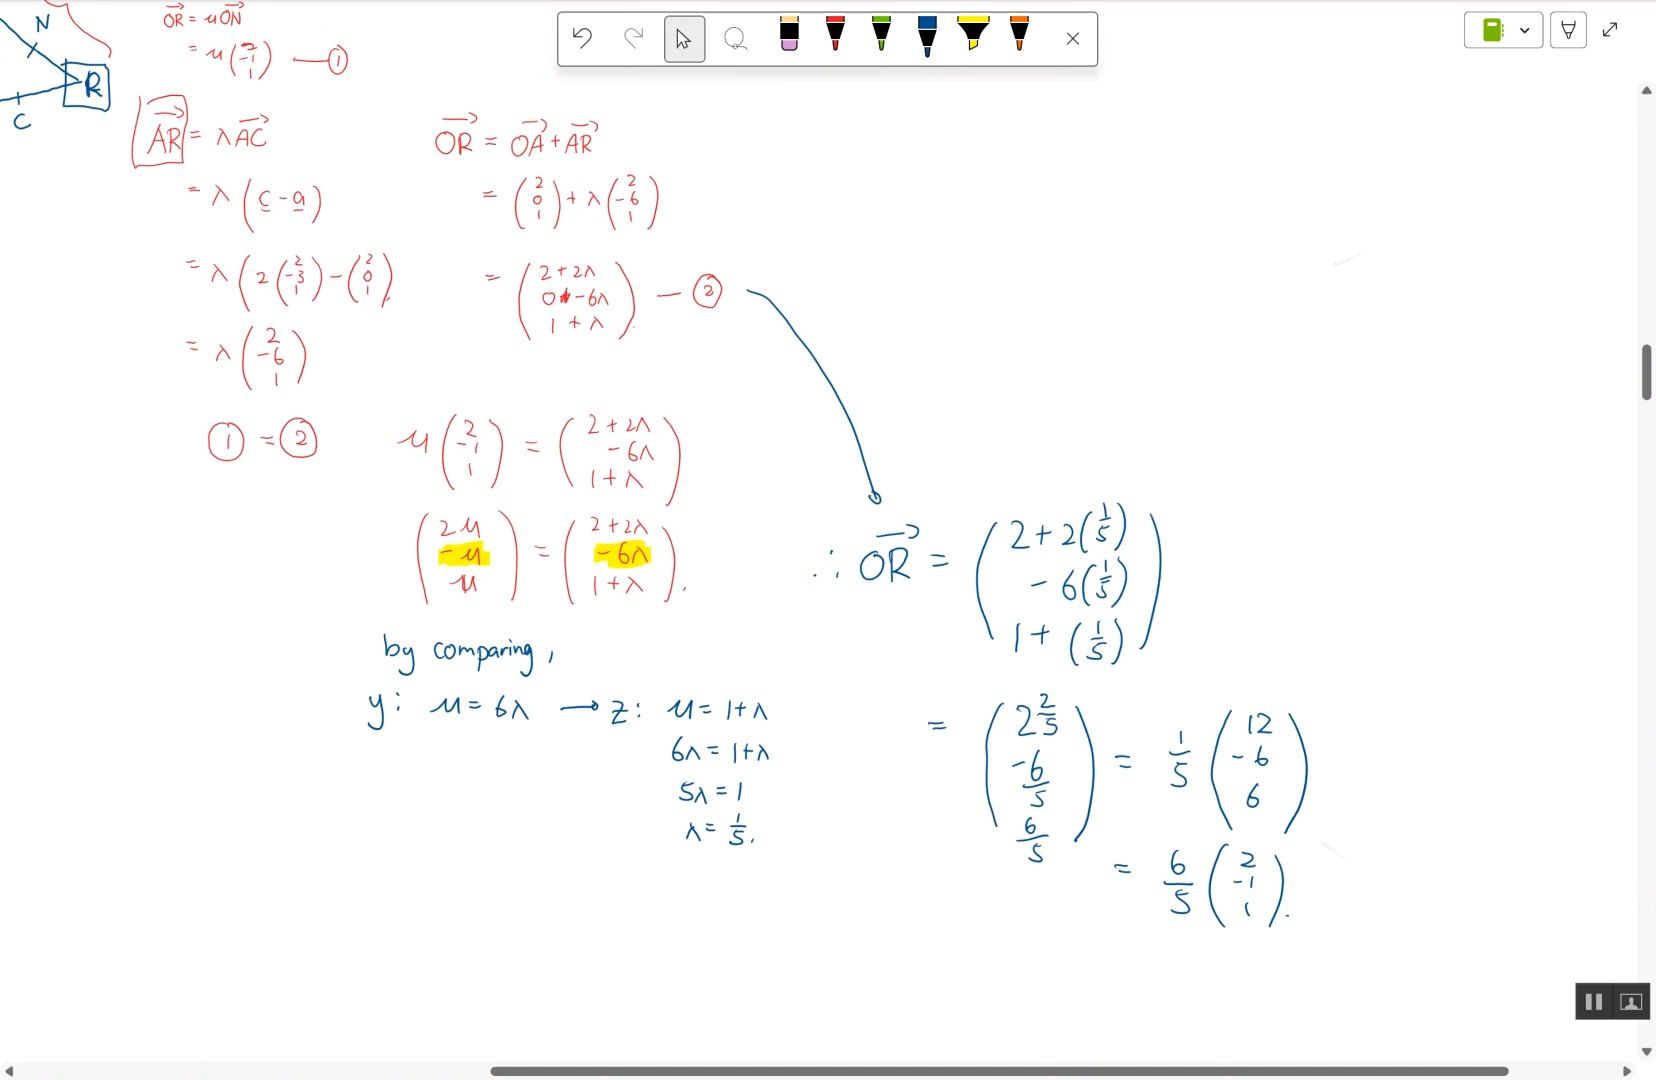 N
R
C
OR = μON
= μ(2 -1 1) — ①
AR = λAC
= λ(c - a)
= λ(2(2 -3 1) - (2 0 1))
= λ(2 -6 1)
OR = OA + AR
= (2 0 1) + λ(2 -6 1)
= (2+2λ 0-6λ 1+λ) — ②
① = ②
μ(2 -1 1) = (2+2λ -6λ 1+λ)
(2μ -μ μ) = (2+2λ -6λ 1+λ).
by comparing,
y: μ = 6λ → z: μ = 1+λ
6λ = 1+λ
5λ = 1
λ = 1/5.
∴ OR = (2+2(1/5) -6(1/5) 1+(1/5))
= (2 2/5 -6/5 6/5) = 1/5 (12 -6 6)
= 6/5 (2 -1 1).